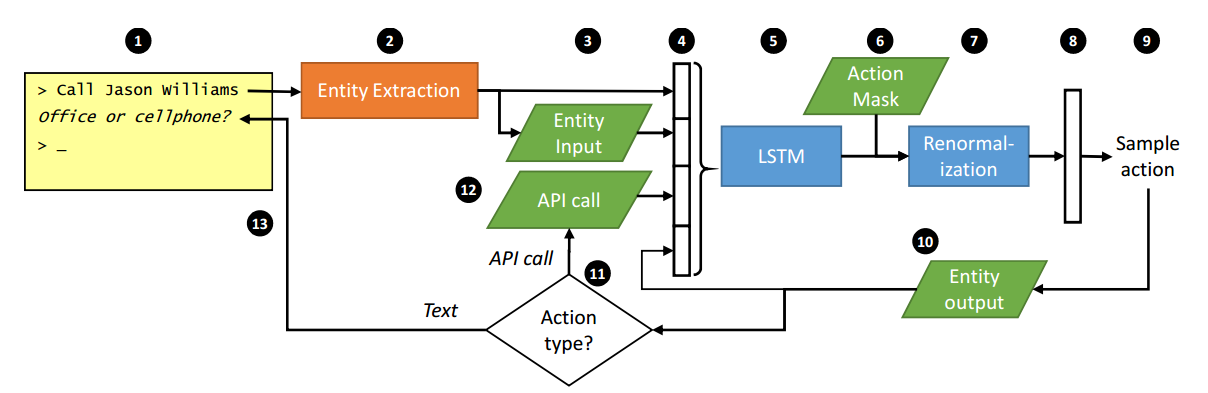 1
2
3
4
5
6
7
8
9
> Call Jason Williams
Office or cellphone?
> _
Entity Extraction
Entity
Input
API call
12
13
LSTM
Action
Mask
Renormal-
ization
Sample
action
10
Entity
output
API call
11
Text
Action
type?